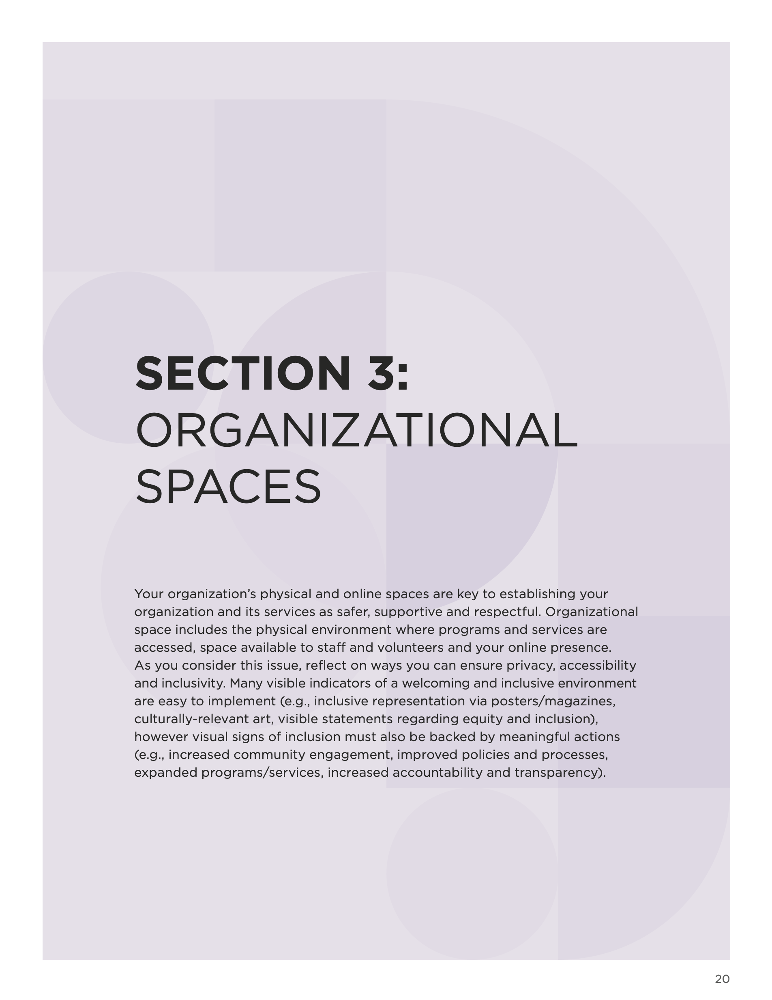 SECTION 3:
ORGANIZATIONAL
SPACES
Your organization’s physical and online spaces are key to establishing your
organization and its services as safer, supportive and respectful. Organizational
space includes the physical environment where programs and services are
accessed, space available to staff and volunteers and your online presence.
As you consider this issue, reflect on ways you can ensure privacy, accessibility
and inclusivity. Many visible indicators of a welcoming and inclusive environment
are easy to implement (e.g., inclusive representation via posters/magazines,
culturally-relevant art, visible statements regarding equity and inclusion),
however visual signs of inclusion must also be backed by meaningful actions
(e.g., increased community engagement, improved policies and processes,
expanded programs/services, increased accountability and transparency).
20